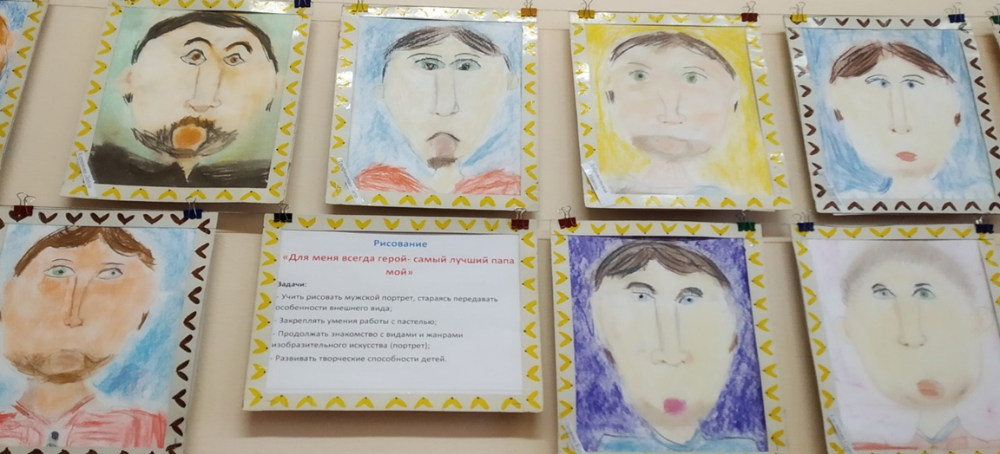 Рисование
«Для меня всегда герой- самый лучший папа
мой»
Задачи:
- Учить рисовать мужской портрет, стараясь передавать
особенности внешнего вида;
- Закреплять умения работы с пастелью;
- Продолжать знакомство с видами и жанрами
изобразительного искусства (портрет);
- Развивать творческие способности детей.